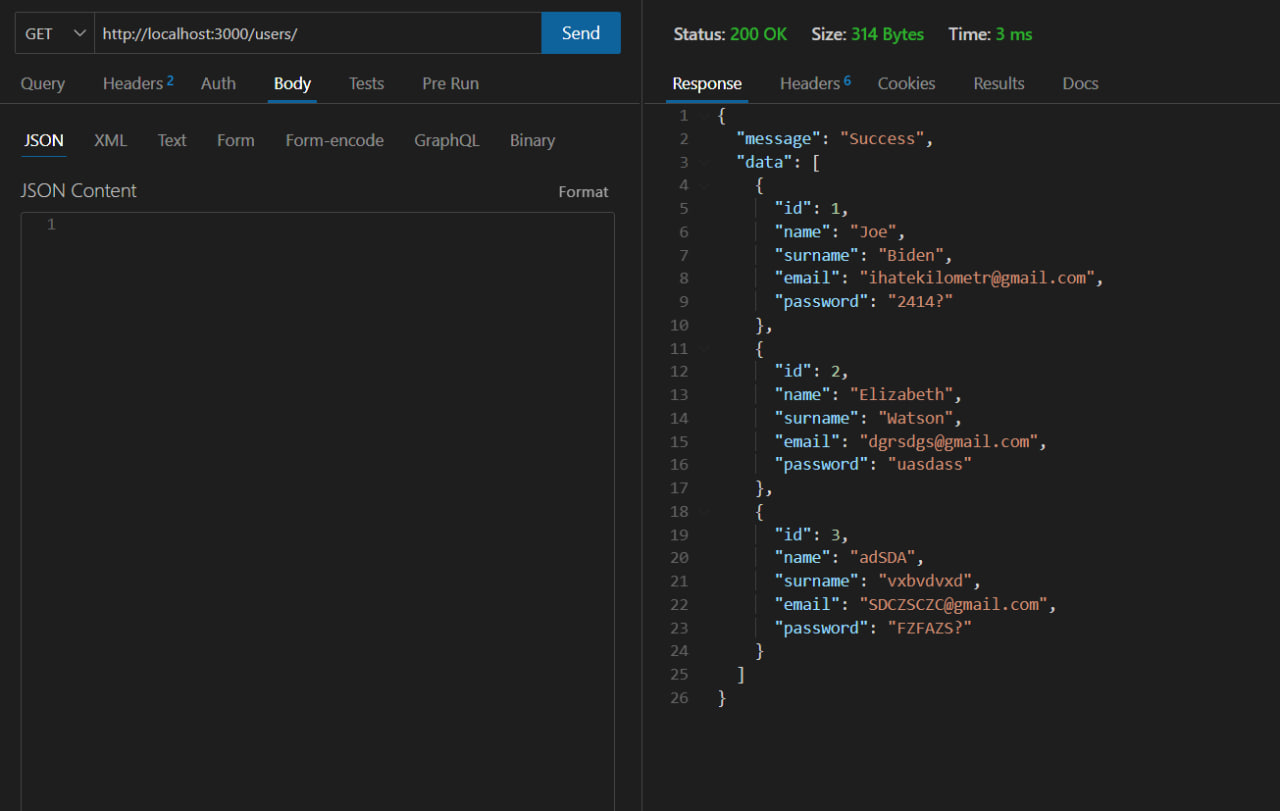 GET http://localhost:3000/users/ Send
Query Headers 2 Auth Body Tests Pre Run
JSON XML Text Form Form-encode GraphQL Binary
JSON Content Format
1
Status: 200 OK Size: 314 Bytes Time: 3 ms
Response Headers 6 Cookies Results Docs
1 {
2 "message": "Success",
3 "data": [
4 {
5 "id": 1,
6 "name": "Joe",
7 "surname": "Biden",
8 "email": "ihatekilometr@gmail.com",
9 "password": "2414?"
10 },
11 {
12 "id": 2,
13 "name": "Elizabeth",
14 "surname": "Watson",
15 "email": "dgrsdgs@gmail.com",
16 "password": "uasdass"
17 },
18 {
19 "id": 3,
20 "name": "adSDA",
21 "surname": "vxbvdvxd",
22 "email": "SDCZSCZC@gmail.com",
23 "password": "FZFAZS?"
24 }
25 ]
26 }